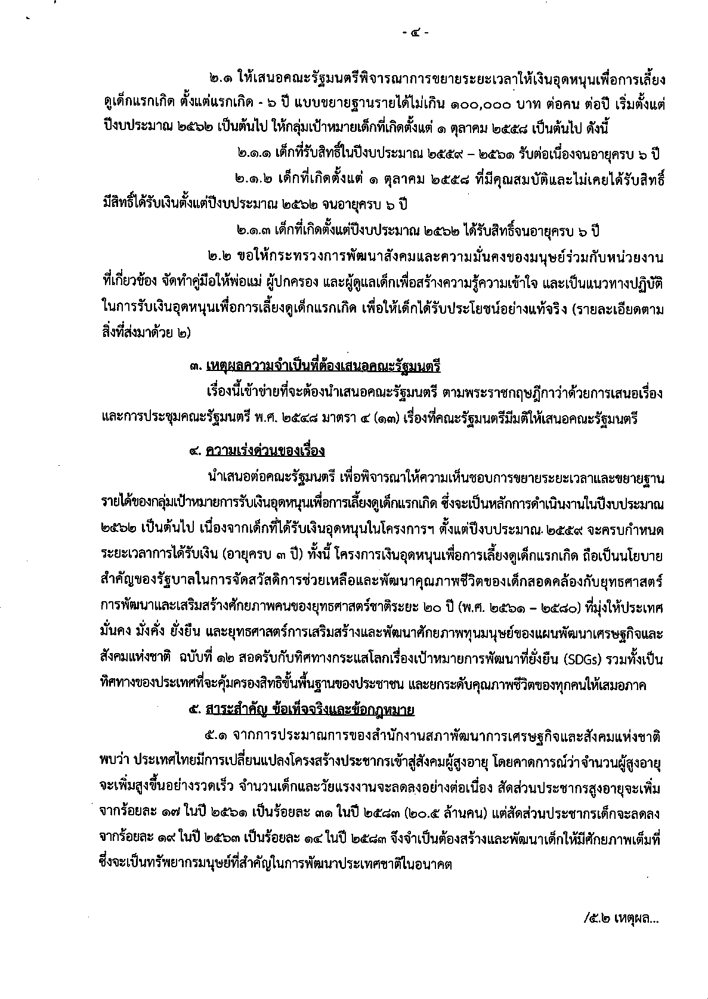 - ๔ -
๒.๑ ให้เสนอคณะรัฐมนตรีพิจารณาการขยายระยะเวลาให้เงินอุดหนุนเพื่อการเลี้ยง
ดูเด็กแรกเกิด ตั้งแต่แรกเกิด - ๖ ปี แบบขยายฐานรายได้ไม่เกิน ๑๐๐,๐๐๐ บาท ต่อคน ต่อปี เริ่มตั้งแต่
ปีงบประมาณ ๒๕๖๒ เป็นต้นไป ให้กลุ่มเป้าหมายเด็กที่เกิดตั้งแต่ ๑ ตุลาคม ๒๕๕๘ เป็นต้นไป ดังนี้
๒.๑.๑ เด็กที่รับสิทธิ์ในปีงบประมาณ ๒๕๕๙ – ๒๕๖๑ รับต่อเนื่องจนอายุครบ ๖ ปี
๒.๑.๒ เด็กที่เกิดตั้งแต่ ๑ ตุลาคม ๒๕๕๘ ที่มีคุณสมบัติและไม่เคยได้รับสิทธิ์
มีสิทธิ์ได้รับเงินตั้งแต่ปีงบประมาณ ๒๕๖๒ จนอายุครบ ๖ ปี
๒.๑.๓ เด็กที่เกิดตั้งแต่ปีงบประมาณ ๒๕๖๒ ได้รับสิทธิ์จนอายุครบ ๖ ปี
๒.๒ ขอให้กระทรวงการพัฒนาสังคมและความมั่นคงของมนุษย์ร่วมกับหน่วยงาน
ที่เกี่ยวข้อง จัดทำคู่มือให้พ่อแม่ ผู้ปกครอง และผู้ดูแลเด็กเพื่อสร้างความรู้ความเข้าใจ และเป็นแนวทางปฏิบัติ
ในการรับเงินอุดหนุนเพื่อการเลี้ยงดูเด็กแรกเกิด เพื่อให้เด็กได้รับประโยชน์อย่างแท้จริง (รายละเอียดตาม
สิ่งที่ส่งมาด้วย ๒)
๓. เหตุผลความจำเป็นที่ต้องเสนอคณะรัฐมนตรี
เรื่องนี้เข้าข่ายที่จะต้องนำเสนอคณะรัฐมนตรี ตามพระราชกฤษฎีกาว่าด้วยการเสนอเรื่อง
และการประชุมคณะรัฐมนตรี พ.ศ. ๒๕๔๘ มาตรา ๔ (๑๓) เรื่องที่คณะรัฐมนตรีมีมติให้เสนอคณะรัฐมนตรี
๔. ความเร่งด่วนของเรื่อง
นำเสนอต่อคณะรัฐมนตรี เพื่อพิจารณาให้ความเห็นชอบการขยายระยะเวลาและขยายฐาน
รายได้ของกลุ่มเป้าหมายการรับเงินอุดหนุนเพื่อการเลี้ยงดูเด็กแรกเกิด ซึ่งจะเป็นหลักการดำเนินงานในปีงบประมาณ
๒๕๖๒ เป็นต้นไป เนื่องจากเด็กที่ได้รับเงินอุดหนุนในโครงการฯ ตั้งแต่ปีงบประมาณ ๒๕๕๙ จะครบกำหนด
ระยะเวลาการได้รับเงิน (อายุครบ ๓ ปี) ทั้งนี้ โครงการเงินอุดหนุนเพื่อการเลี้ยงดูเด็กแรกเกิด ถือเป็นนโยบาย
สำคัญของรัฐบาลในการจัดสวัสดิการช่วยเหลือและพัฒนาคุณภาพชีวิตของเด็กสอดคล้องกับยุทธศาสตร์
การพัฒนาและเสริมสร้างศักยภาพคนของยุทธศาสตร์ชาติระยะ ๒๐ ปี (พ.ศ. ๒๕๖๑ – ๒๕๘๐) ที่มุ่งให้ประเทศ
มั่นคง มั่งคั่ง ยั่งยืน และยุทธศาสตร์การเสริมสร้างและพัฒนาศักยภาพทุนมนุษย์ของแผนพัฒนาเศรษฐกิจและ
สังคมแห่งชาติ ฉบับที่ ๑๒ สอดรับกับทิศทางกระแสโลกเรื่องเป้าหมายการพัฒนาที่ยั่งยืน (SDGs) รวมทั้งเป็น
ทิศทางของประเทศที่จะคุ้มครองสิทธิขั้นพื้นฐานของประชาชน และยกระดับคุณภาพชีวิตของทุกคนให้เสมอภาค
๕. สาระสำคัญ ข้อเท็จจริงและข้อกฎหมาย
๕.๑ จากการประมาณการของสำนักงานสภาพัฒนาการเศรษฐกิจและสังคมแห่งชาติ
พบว่า ประเทศไทยมีการเปลี่ยนแปลงโครงสร้างประชากรเข้าสู่สังคมผู้สูงอายุ โดยคาดการณ์ว่าจำนวนผู้สูงอายุ
จะเพิ่มสูงขึ้นอย่างรวดเร็ว จำนวนเด็กและวัยแรงงานจะลดลงอย่างต่อเนื่อง สัดส่วนประชากรสูงอายุจะเพิ่ม
จากร้อยละ ๑๗ ในปี ๒๕๖๑ เป็นร้อยละ ๓๑ ในปี ๒๕๘๓ (๒๐.๕ ล้านคน) แต่สัดส่วนประชากรเด็กจะลดลง
จากร้อยละ ๑๙ ในปี ๒๕๖๓ เป็นร้อยละ ๑๔ ในปี ๒๕๘๓ จึงจำเป็นต้องสร้างและพัฒนาเด็กให้มีศักยภาพเต็มที่
ซึ่งจะเป็นทรัพยากรมนุษย์ที่สำคัญในการพัฒนาประเทศชาติในอนาคต
/๕.๒ เหตุผล...